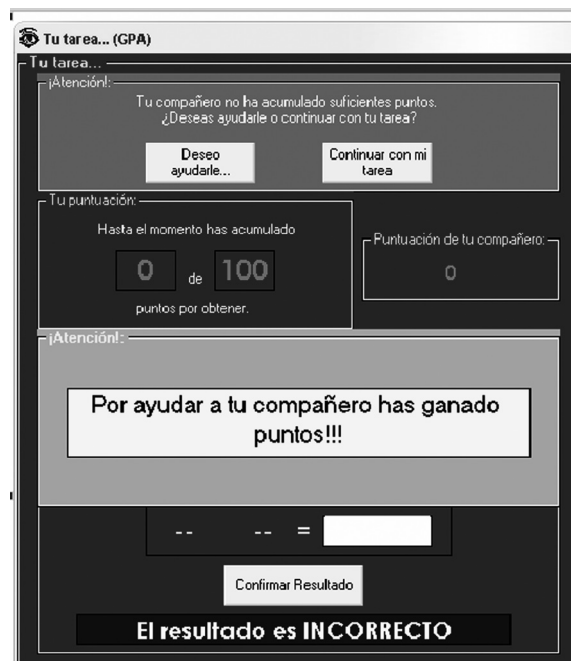 Tu tarea... (GPA)
Tu tarea...
¡Atención!:
Tu compañero no ha acumulado suficientes puntos.
¿Deseas ayudarle o continuar con tu tarea?
Deseo
ayudarle...
Continuar con mi
tarea
Tu puntuación:
Hasta el momento has acumulado
0 de 100
puntos por obtener.
Puntuación de tu compañero:
0
¡Atención!:
Por ayudar a tu compañero has ganado
puntos!!!
-- -- =
Confirmar Resultado
El resultado es INCORRECTO